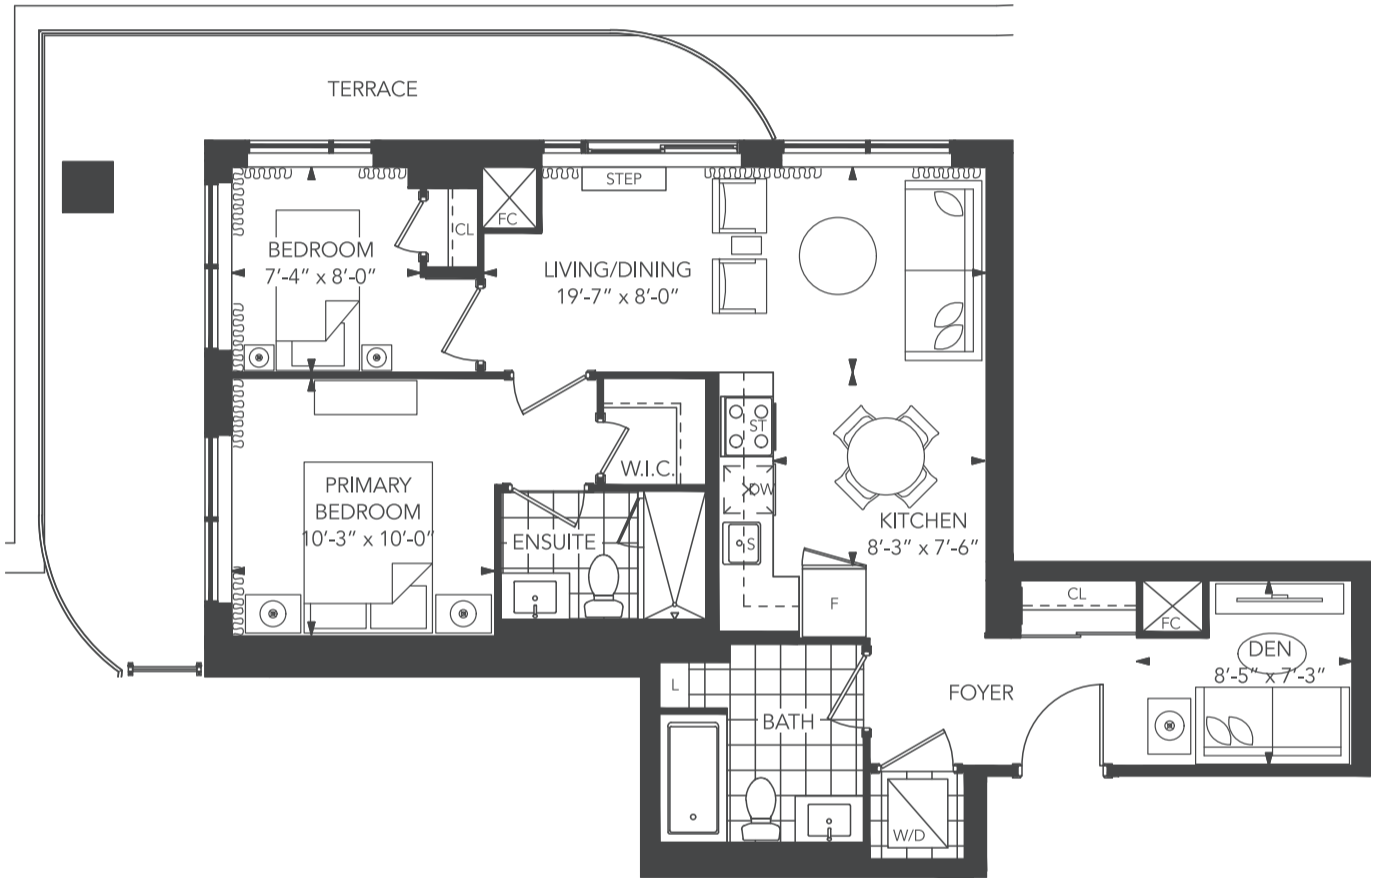 TERRACE
STEP
FC
CL
BEDROOM
7'-4" x 8'-0"
LIVING/DINING
19'-7" x 8'-0"
ST
W.I.C.
DW
PRIMARY
BEDROOM
10'-3" x 10'-0"
ENSUITE
S
KITCHEN
8'-3" x 7'-6"
F
CL
FC
DEN
8'-5" x 7'-3"
L
FOYER
BATH
W/D